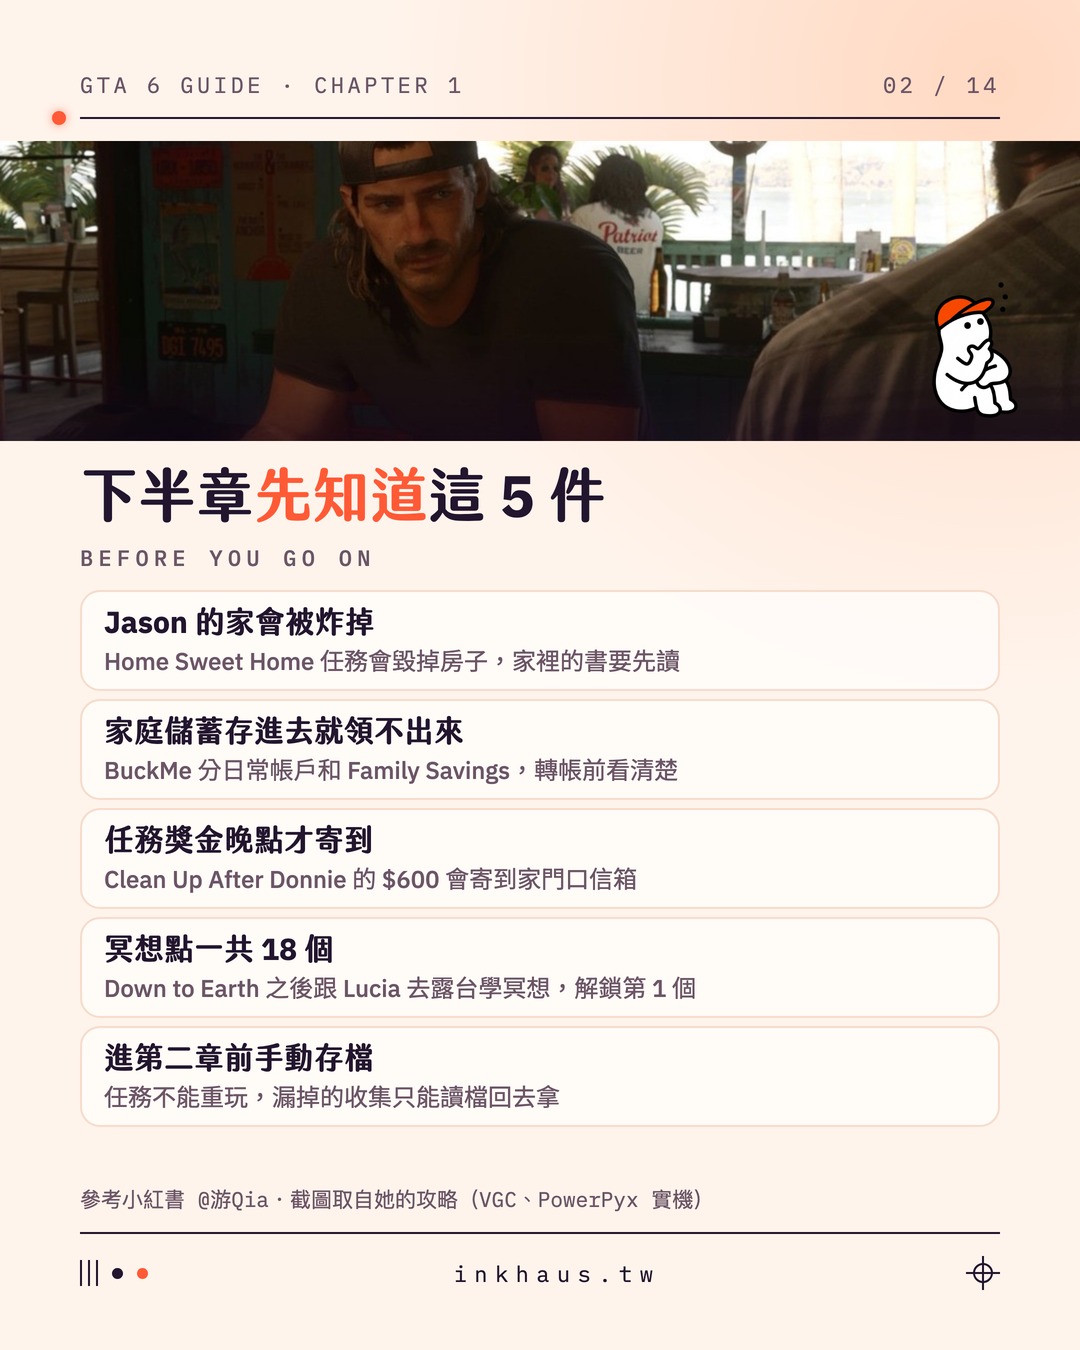 GTA 6 GUIDE · CHAPTER 1
02 / 14
Patriot
BEER
DGI 7495
下半章先知道這 5 件
BEFORE YOU GO ON
Jason 的家會被炸掉
Home Sweet Home 任務會毀掉房子，家裡的書要先讀
家庭儲蓄存進去就領不出來
BuckMe 分日常帳戶和 Family Savings，轉帳前看清楚
任務獎金晚點才寄到
Clean Up After Donnie 的 $600 會寄到家門口信箱
冥想點一共 18 個
Down to Earth 之後跟 Lucia 去露台學冥想，解鎖第 1 個
進第二章前手動存檔
任務不能重玩，漏掉的收集只能讀檔回去拿
參考小紅書 @游Qia · 截圖取自她的攻略（VGC、PowerPyx 實機）
inkhaus.tw